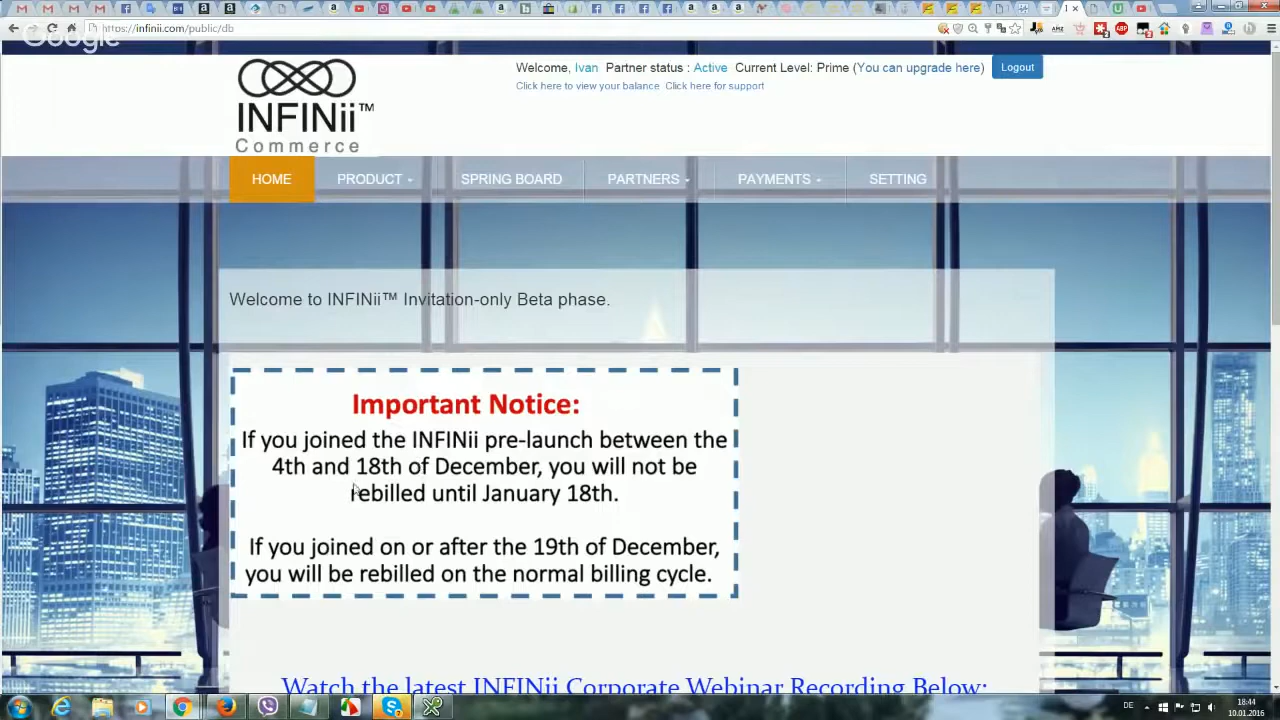 https://infinii.com/public/db
Google
INFINii™
Commerce
Welcome, Ivan Partner status : Active Current Level: Prime (You can upgrade here) Logout
Click here to view your balance Click here for support
HOME PRODUCT SPRING BOARD PARTNERS PAYMENTS SETTING
Welcome to INFINii™ Invitation-only Beta phase.
Important Notice:
If you joined the INFINii pre-launch between the
4th and 18th of December, you will not be
rebilled until January 18th.
If you joined on or after the 19th of December,
you will be rebilled on the normal billing cycle.
Watch the latest INFINii Corporate Webinar Recording Below:
DE
18:44
10.01.2016